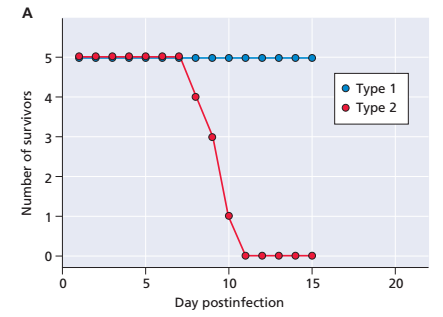 A
Number of survivors
5
4
3
2
1
0
Type 1
Type 2
0 5 10 15 20
Day postinfection